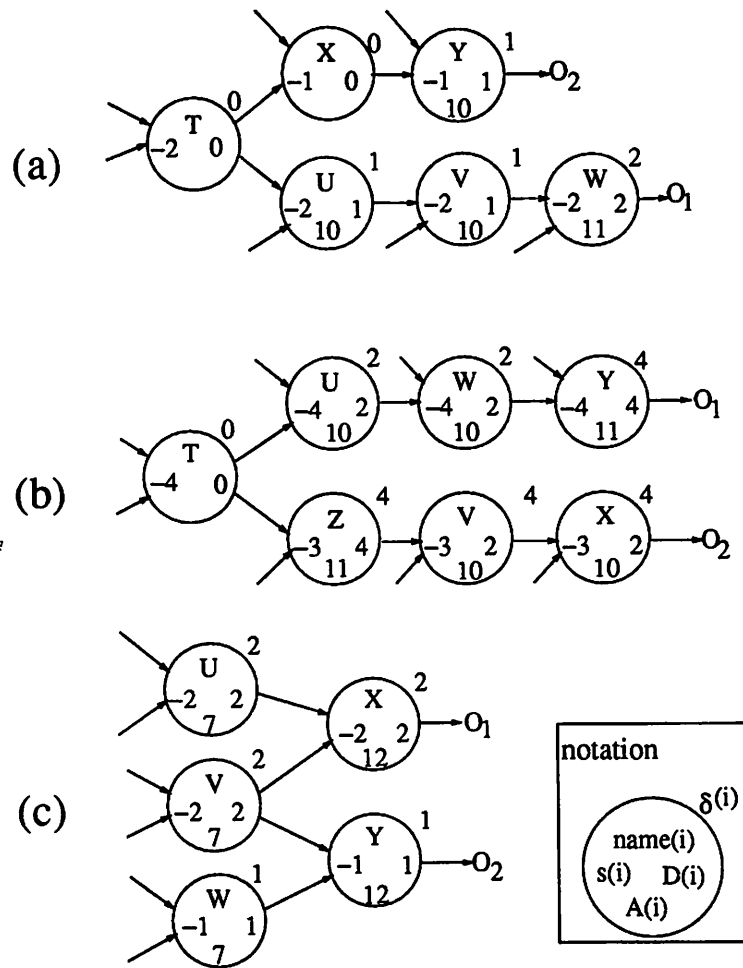 (a)
T
−2 0
0
X
−1 0
0
Y
−1 1
10
1
O2
U
−2 1
10
1
V
−2 1
10
1
W
−2 2
11
2
O1
(b)
T
−4 0
0
U
−4 2
10
2
W
−4 2
10
2
Y
−4 4
11
4
O1
Z
−3 4
11
4
V
−3 2
10
4
X
−3 2
10
4
O2
(c)
U
−2 2
7
2
V
−2 2
7
2
W
−1 1
7
1
X
−2 2
12
2
O1
Y
−1 1
12
1
O2
notation
δ(i)
name(i)
s(i) D(i)
A(i)